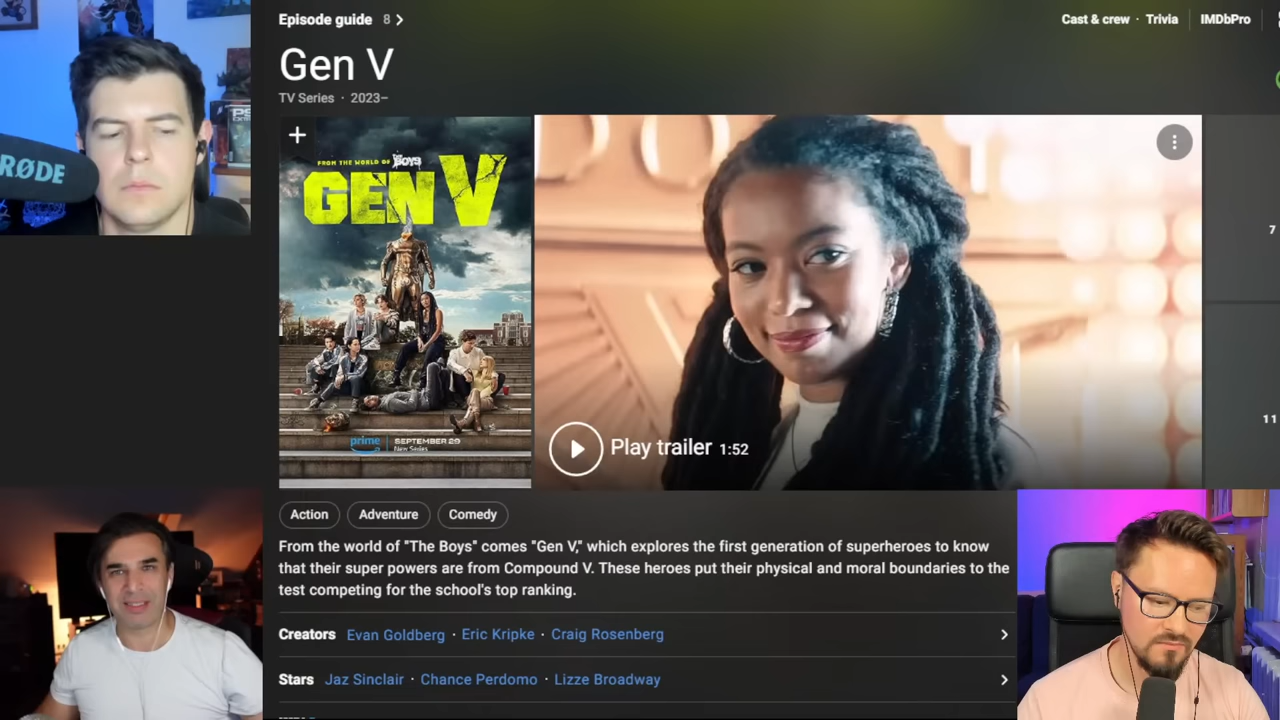 Episode guide 8
Cast & crew · Trivia
IMDbPro
Gen V
TV Series · 2023–
RØDE
FROM THE WORLD OF THE BOYS
GEN V
prime
SEPTEMBER 29
New Series
Play trailer 1:52
7
11
Action
Adventure
Comedy
From the world of "The Boys" comes "Gen V," which explores the first generation of superheroes to know
that their super powers are from Compound V. These heroes put their physical and moral boundaries to the
test competing for the school's top ranking.
Creators Evan Goldberg · Eric Kripke · Craig Rosenberg
Stars Jaz Sinclair · Chance Perdomo · Lizze Broadway